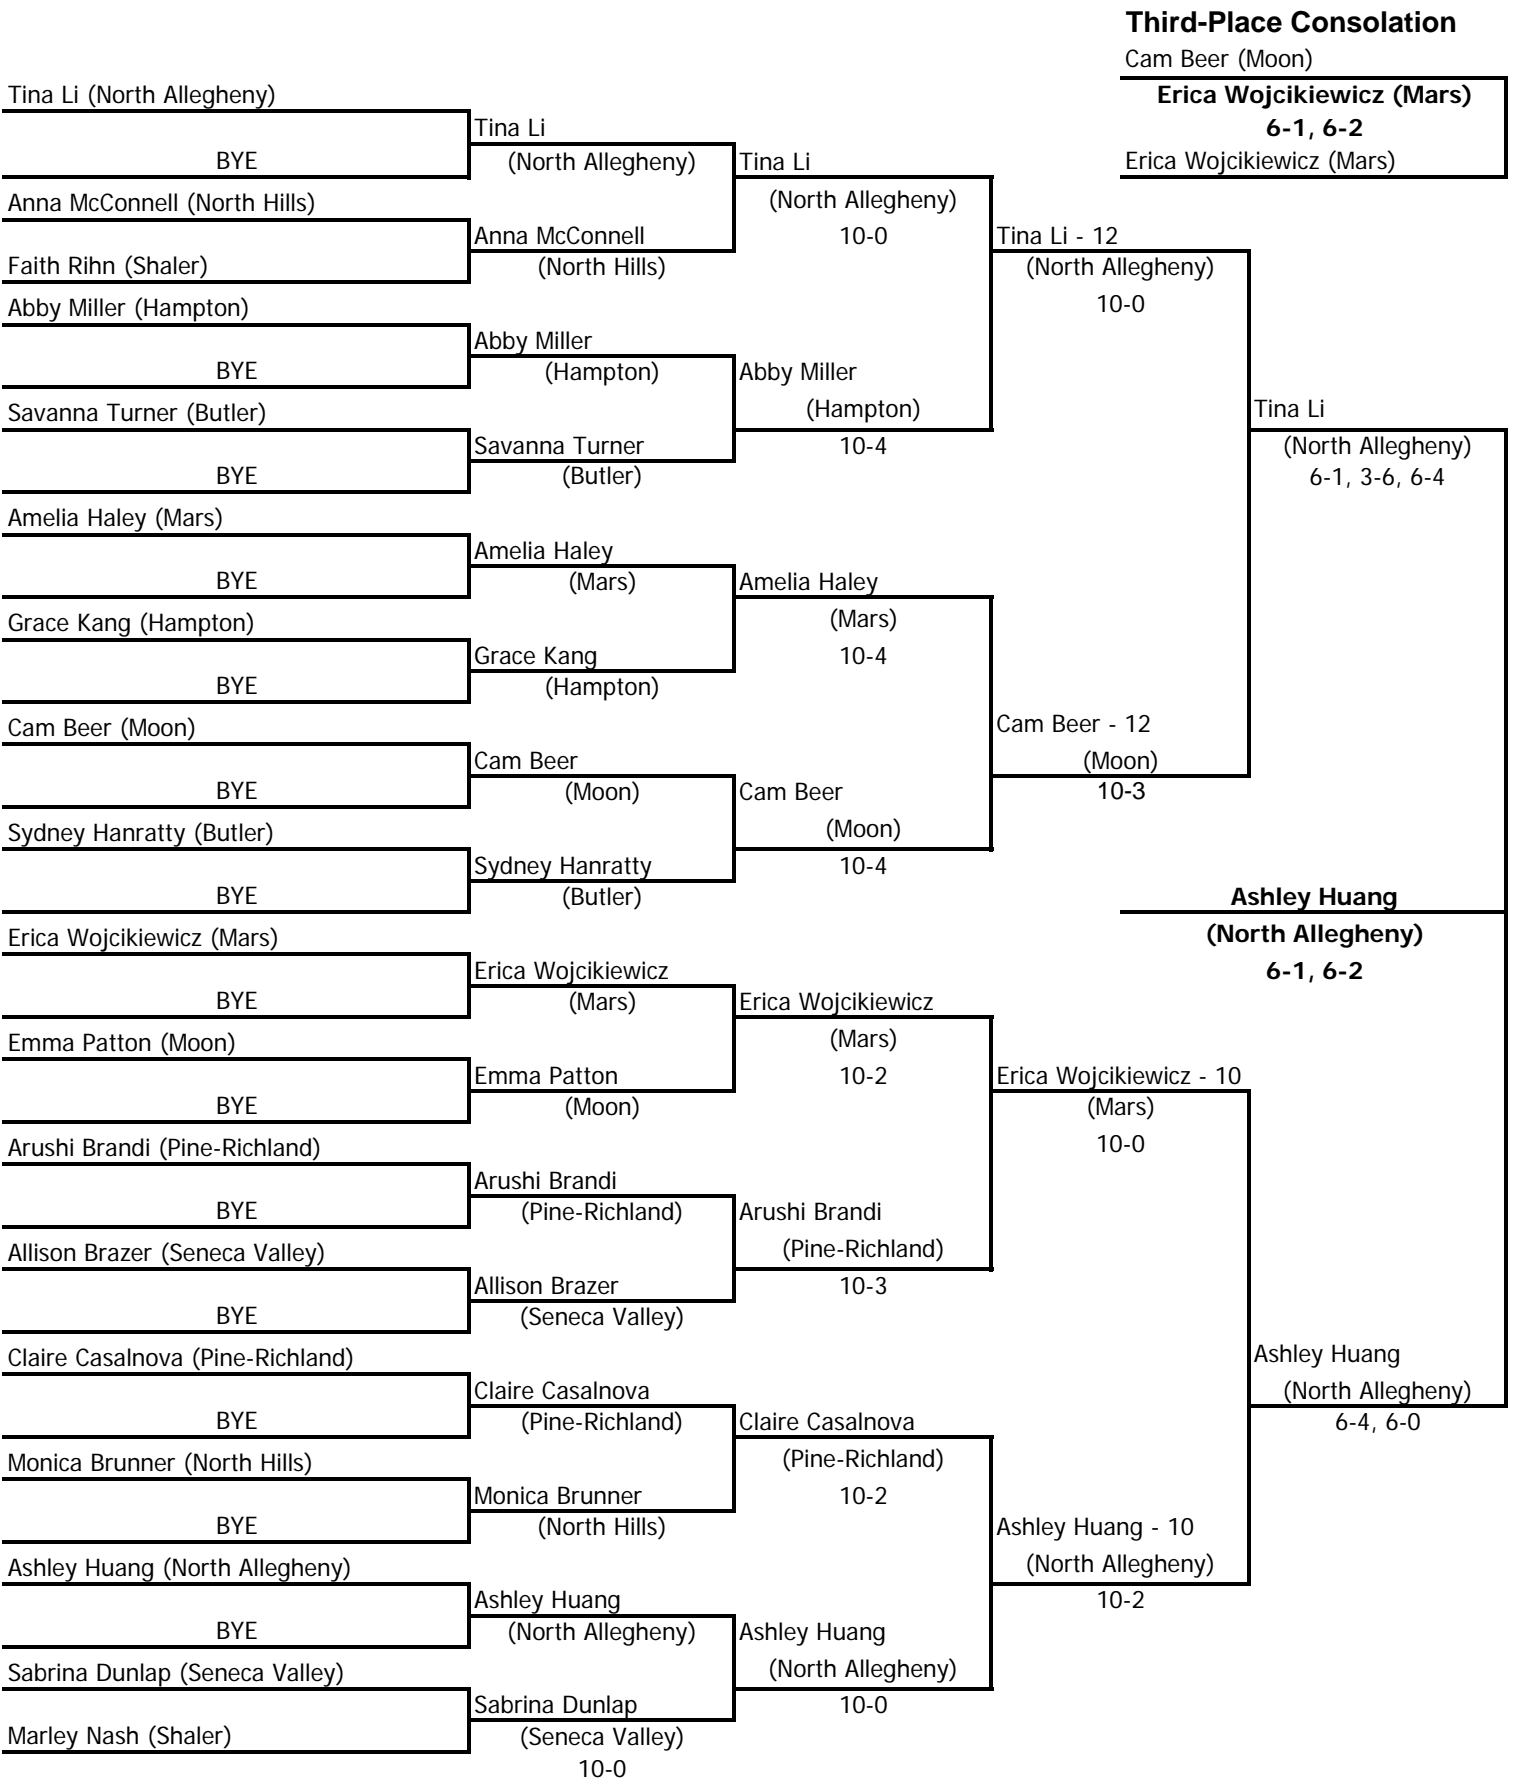 Third-Place Consolation
Cam Beer (Moon)
Erica Wojcikiewicz (Mars)
6-1, 6-2
Erica Wojcikiewicz (Mars)
Tina Li (North Allegheny)
BYE
Anna McConnell (North Hills)
Faith Rihn (Shaler)
Abby Miller (Hampton)
BYE
Savanna Turner (Butler)
BYE
Amelia Haley (Mars)
BYE
Grace Kang (Hampton)
BYE
Cam Beer (Moon)
BYE
Sydney Hanratty (Butler)
BYE
Erica Wojcikiewicz (Mars)
BYE
Emma Patton (Moon)
BYE
Arushi Brandi (Pine-Richland)
BYE
Allison Brazer (Seneca Valley)
BYE
Claire Casalnova (Pine-Richland)
BYE
Monica Brunner (North Hills)
BYE
Ashley Huang (North Allegheny)
BYE
Sabrina Dunlap (Seneca Valley)
Marley Nash (Shaler)
Tina Li
(North Allegheny)
Anna McConnell
(North Hills)
Abby Miller
(Hampton)
Savanna Turner
(Butler)
Amelia Haley
(Mars)
Grace Kang
(Hampton)
Cam Beer
(Moon)
Sydney Hanratty
(Butler)
Erica Wojcikiewicz
(Mars)
Emma Patton
(Moon)
Arushi Brandi
(Pine-Richland)
Allison Brazer
(Seneca Valley)
Claire Casalnova
(Pine-Richland)
Monica Brunner
(North Hills)
Ashley Huang
(North Allegheny)
Sabrina Dunlap
(Seneca Valley)
10-0
Tina Li
(North Allegheny)
10-0
Abby Miller
(Hampton)
10-4
Amelia Haley
(Mars)
10-4
Cam Beer
(Moon)
10-4
Erica Wojcikiewicz
(Mars)
10-2
Arushi Brandi
(Pine-Richland)
10-3
Claire Casalnova
(Pine-Richland)
10-2
Ashley Huang
(North Allegheny)
10-0
Tina Li - 12
(North Allegheny)
10-0
Cam Beer - 12
(Moon)
10-3
Erica Wojcikiewicz - 10
(Mars)
10-0
Ashley Huang - 10
(North Allegheny)
10-2
Tina Li
(North Allegheny)
6-1, 3-6, 6-4
Ashley Huang
(North Allegheny)
6-4, 6-0
Ashley Huang
(North Allegheny)
6-1, 6-2